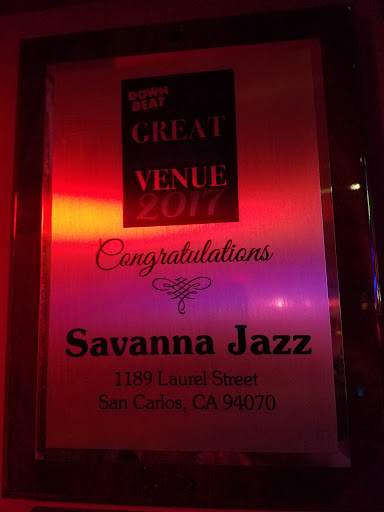 DOWN
BEAT
GREAT
VENUE
2017
Congratulations
Savanna Jazz
1189 Laurel Street
San Carlos, CA 94070